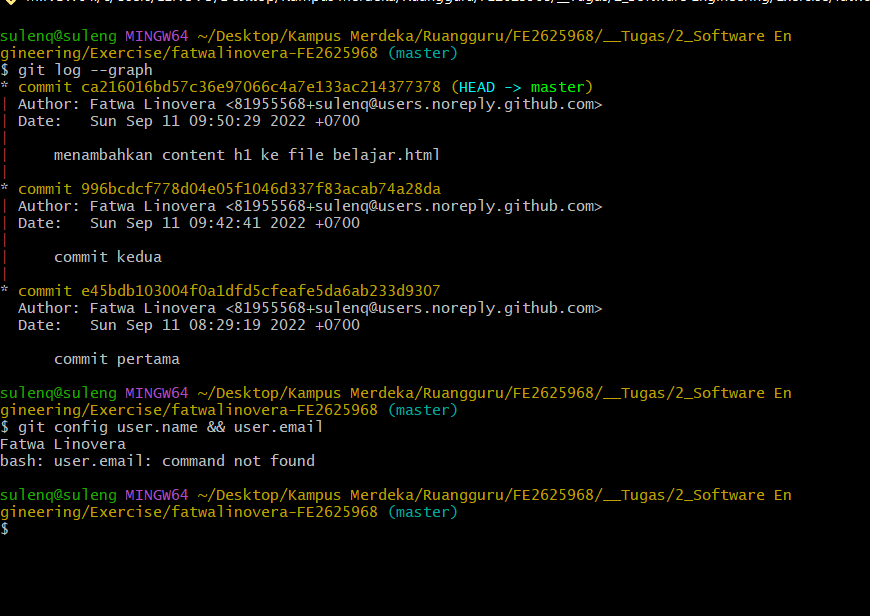 sulenq@suleng MINGW64 ~/Desktop/Kampus Merdeka/Ruangguru/FE2625968/__Tugas/2_Software En
gineering/Exercise/fatwalinovera-FE2625968 (master)
$ git log --graph
* commit ca216016bd57c36e97066c4a7e133ac214377378 (HEAD -> master)
| Author: Fatwa Linovera <81955568+sulenq@users.noreply.github.com>
| Date:   Sun Sep 11 09:50:29 2022 +0700
|
|     menambahkan content h1 ke file belajar.html
|
* commit 996bcdcf778d04e05f1046d337f83acab74a28da
| Author: Fatwa Linovera <81955568+sulenq@users.noreply.github.com>
| Date:   Sun Sep 11 09:42:41 2022 +0700
|
|     commit kedua
|
* commit e45bdb103004f0a1dfd5cfeafe5da6ab233d9307
  Author: Fatwa Linovera <81955568+sulenq@users.noreply.github.com>
  Date:   Sun Sep 11 08:29:19 2022 +0700

      commit pertama

sulenq@suleng MINGW64 ~/Desktop/Kampus Merdeka/Ruangguru/FE2625968/__Tugas/2_Software En
gineering/Exercise/fatwalinovera-FE2625968 (master)
$ git config user.name && user.email
Fatwa Linovera
bash: user.email: command not found

sulenq@suleng MINGW64 ~/Desktop/Kampus Merdeka/Ruangguru/FE2625968/__Tugas/2_Software En
gineering/Exercise/fatwalinovera-FE2625968 (master)
$